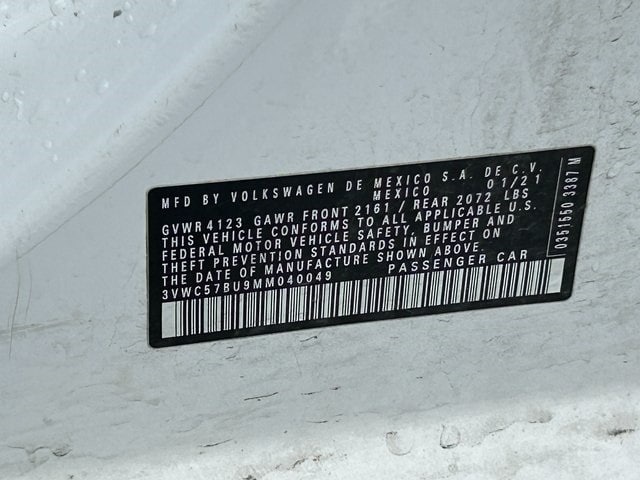 MFD BY VOLKSWAGEN DE MEXICO S.A. DE C.V.
MEXICO 01/21
GVWR 4123 GAWR FRONT 2161 / REAR 2072 LBS
THIS VEHICLE CONFORMS TO ALL APPLICABLE U.S.
FEDERAL MOTOR VEHICLE SAFETY, BUMPER AND
THEFT PREVENTION STANDARDS IN EFFECT ON
THE DATE OF MANUFACTURE SHOWN ABOVE.
3VWC57BU9MM040049 PASSENGER CAR
0351550 3387 M